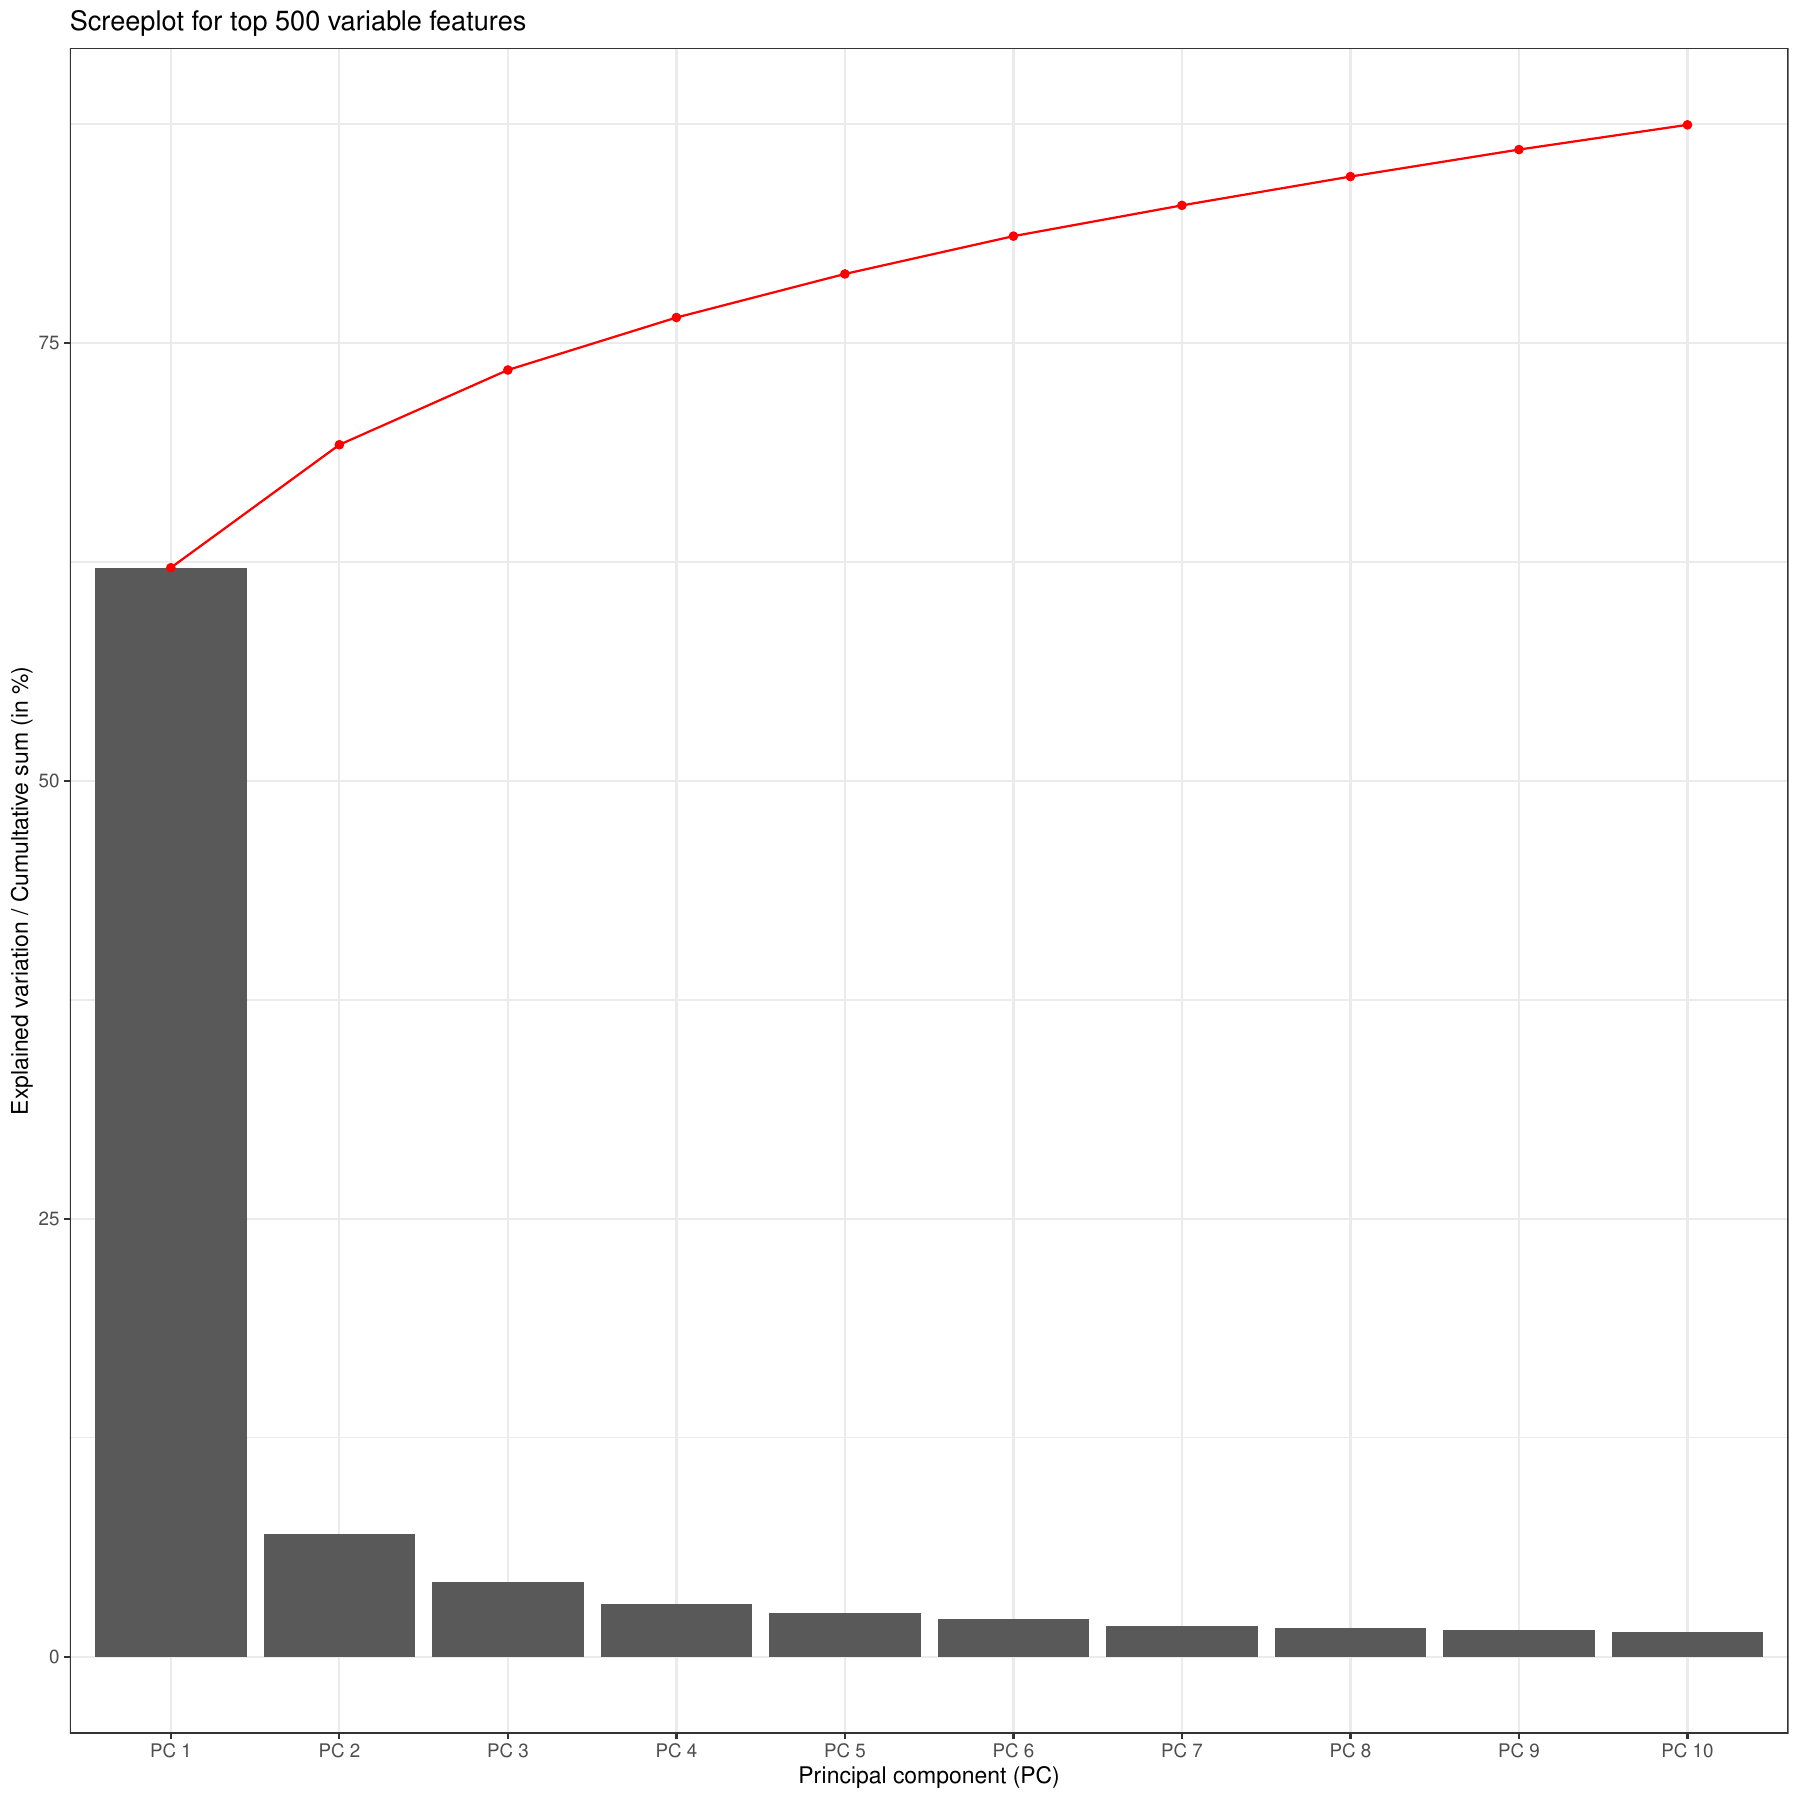 Screeplot for top 500 variable features
Explained variation / Cumultative sum (in %)
75
50
25
0
PC 1 PC 2 PC 3 PC 4 PC 5 PC 6 PC 7 PC 8 PC 9 PC 10
Principal component (PC)